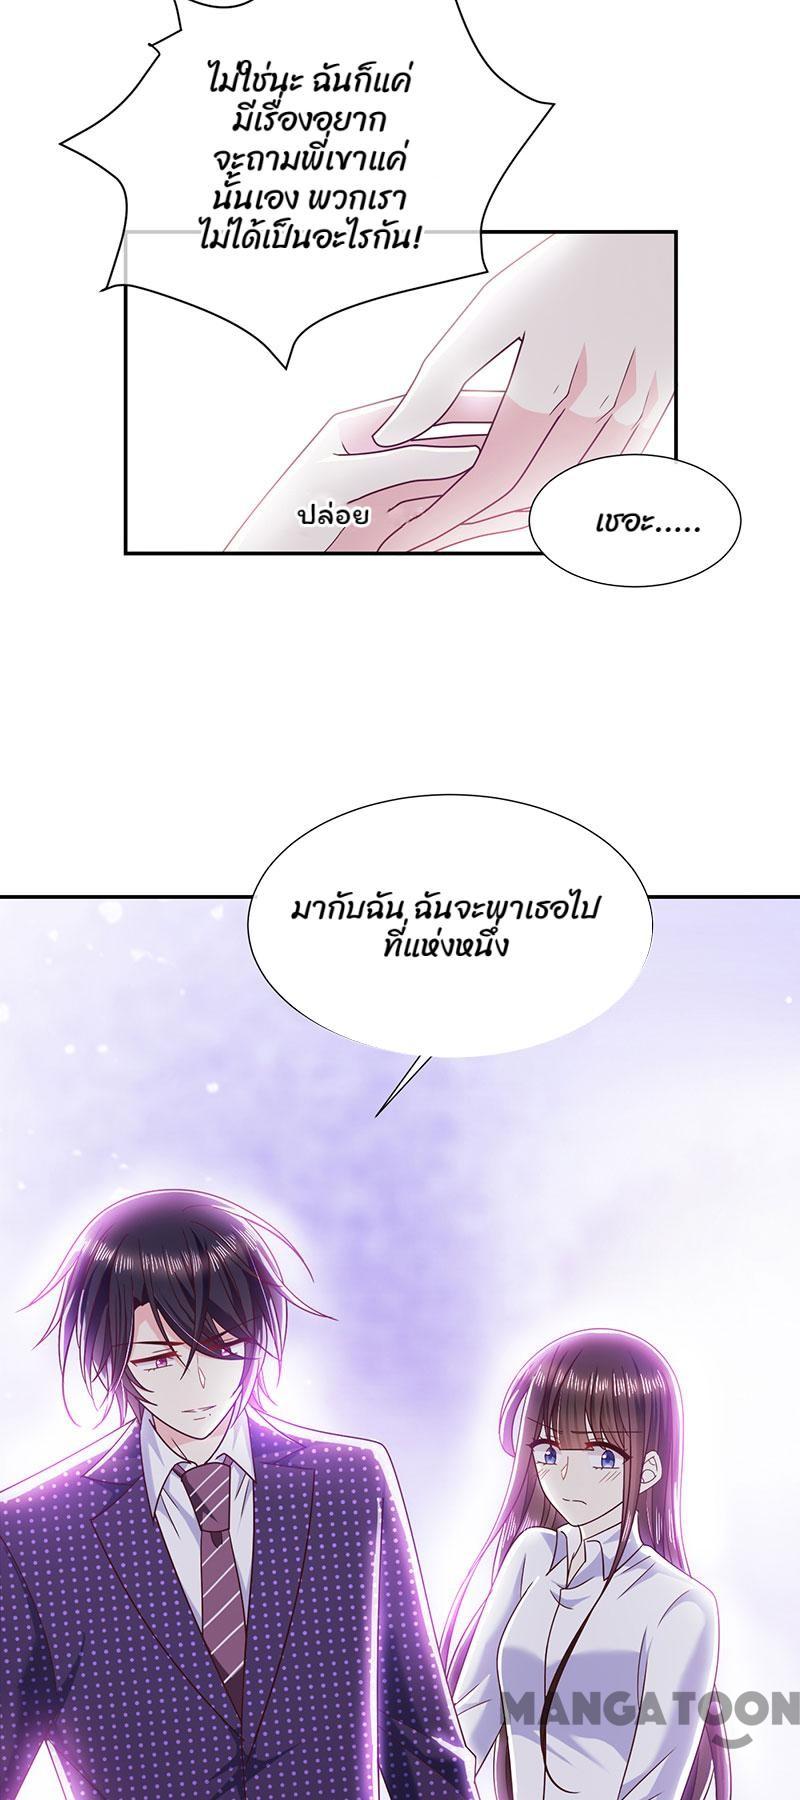 ไม่ใช่นะ ฉันก็แค่
มีเรื่องอยาก
จะถามพี่เขาแค่
นั้นเอง พวกเรา
ไม่ได้เป็นอะไรกัน!
ปล่อย
เชอะ.....
มากับฉัน ฉันจะพาเธอไป
ที่แห่งหนึ่ง
MANGATOON